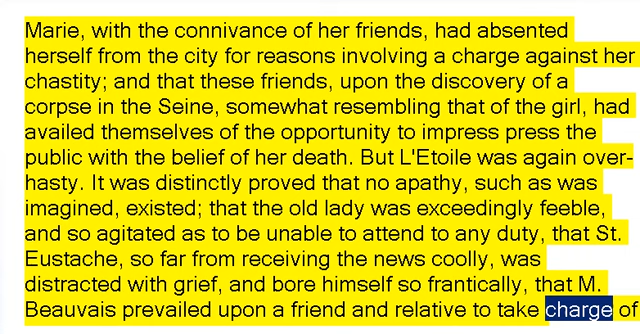 Marie, with the connivance of her friends, had absented
herself from the city for reasons involving a charge against her
chastity; and that these friends, upon the discovery of a
corpse in the Seine, somewhat resembling that of the girl, had
availed themselves of the opportunity to impress press the
public with the belief of her death. But L'Etoile was again over-
hasty. It was distinctly proved that no apathy, such as was
imagined, existed; that the old lady was exceedingly feeble,
and so agitated as to be unable to attend to any duty, that St.
Eustache, so far from receiving the news coolly, was
distracted with grief, and bore himself so frantically, that M.
Beauvais prevailed upon a friend and relative to take charge of